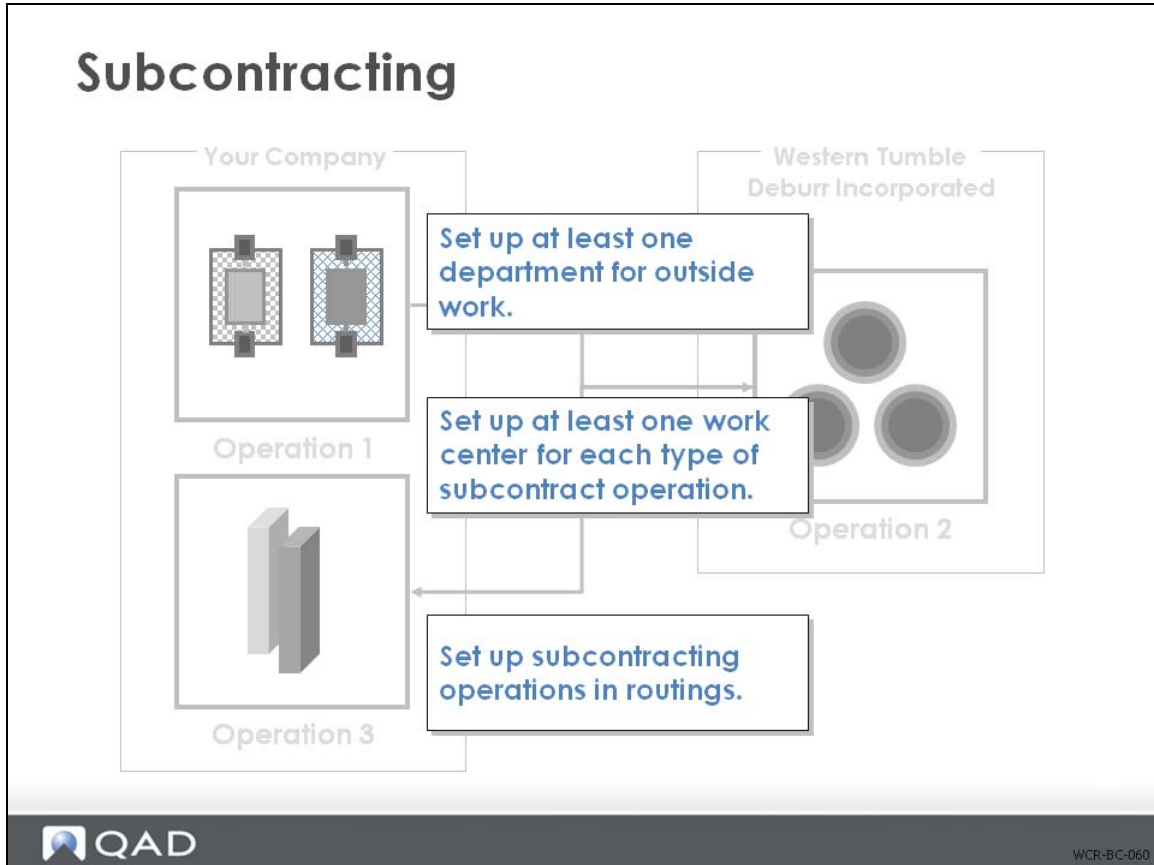 Subcontracting
Your Company
Western Tumble
Deburr Incorporated
Set up at least one
department for outside
work.
Set up at least one work
center for each type of
subcontract operation.
Operation 1
Operation 2
Set up subcontracting
operations in routings.
Operation 3
QAD
WCR-BC-060